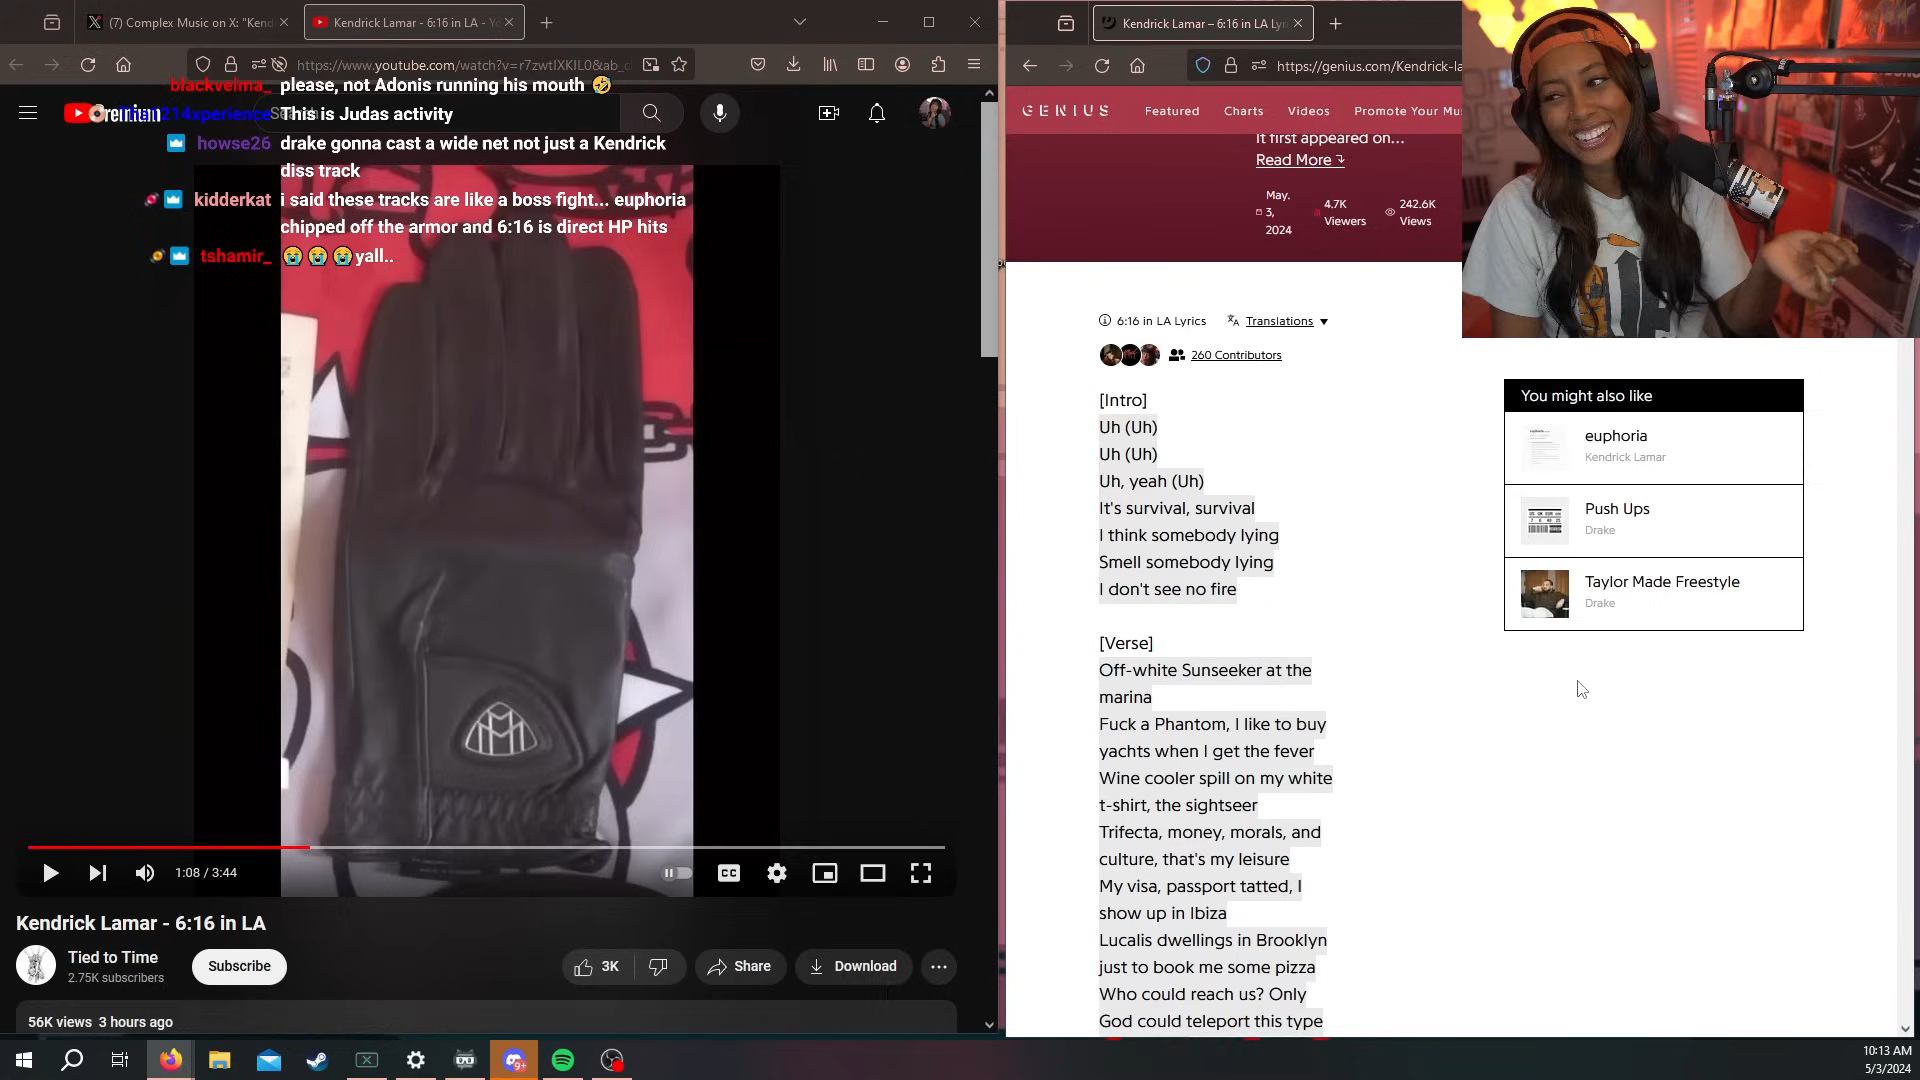 (7) Complex Music on X: "Kend
Kendrick Lamar - 6:16 in LA - Yo
https://www.youtube.com/watch?v=r7zwtIXKIL0&ab_c
blackvelma_ please, not Adonis running his mouth 🤣
This is Judas activity
howse26 drake gonna cast a wide net not just a Kendrick
diss track
kidderkat i said these tracks are like a boss fight... euphoria
chipped off the armor and 6:16 is direct HP hits
tshamir_ 😭😭😭yall..
1:08 / 3:44
CC
Kendrick Lamar - 6:16 in LA
Tied to Time
2.75K subscribers
Subscribe
3K
Share
Download
56K views 3 hours ago
Kendrick Lamar – 6:16 in LA Lyri
https://genius.com/Kendrick-la
GENIUS
Featured
Charts
Videos
Promote Your Mus
It first appeared on...
Read More
May.
3,
2024
4.7K
Viewers
242.6K
Views
6:16 in LA Lyrics
Translations
260 Contributors
[Intro]
Uh (Uh)
Uh (Uh)
Uh, yeah (Uh)
It's survival, survival
I think somebody lying
Smell somebody lying
I don't see no fire
[Verse]
Off-white Sunseeker at the
marina
Fuck a Phantom, I like to buy
yachts when I get the fever
Wine cooler spill on my white
t-shirt, the sightseer
Trifecta, money, morals, and
culture, that's my leisure
My visa, passport tatted, I
show up in Ibiza
Lucalis dwellings in Brooklyn
just to book me some pizza
Who could reach us? Only
God could teleport this type
You might also like
euphoria
Kendrick Lamar
Push Ups
Drake
Taylor Made Freestyle
Drake
10:13 AM
5/3/2024